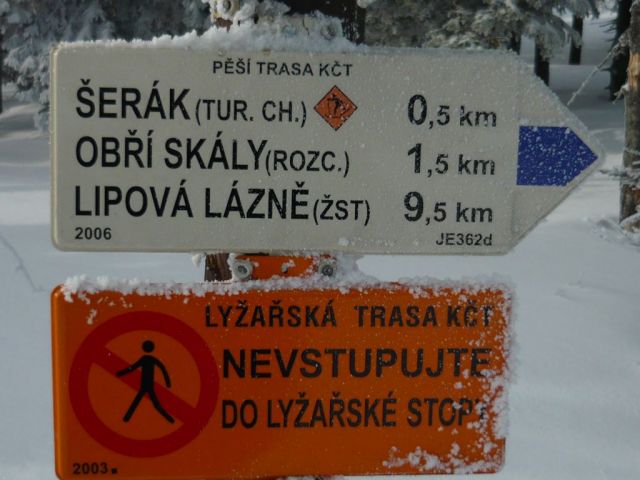 PĚŠÍ TRASA KČT
ŠERÁK (TUR. CH.) 0,5 km
OBŘÍ SKÁLY (ROZC.) 1,5 km
LIPOVÁ LÁZNĚ (ŽST) 9,5 km
2006 JE362d
LYŽAŘSKÁ TRASA KČT
NEVSTUPUJTE
DO LYŽAŘSKÉ STOPY
2003.